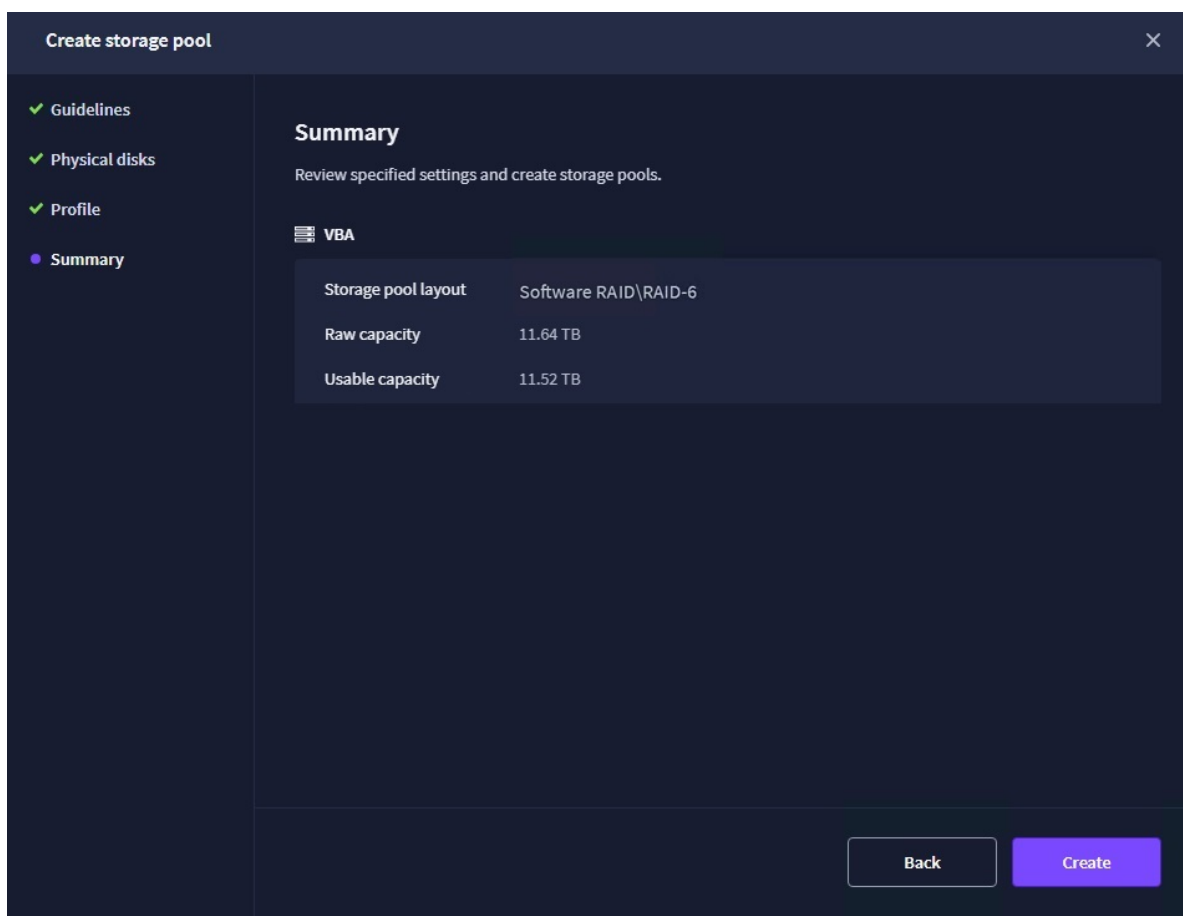 Create storage pool
Guidelines
Physical disks
Profile
Summary
Summary
Review specified settings and create storage pools.
VBA
Storage pool layout Software RAID\RAID-6
Raw capacity 11.64 TB
Usable capacity 11.52 TB
Back Create